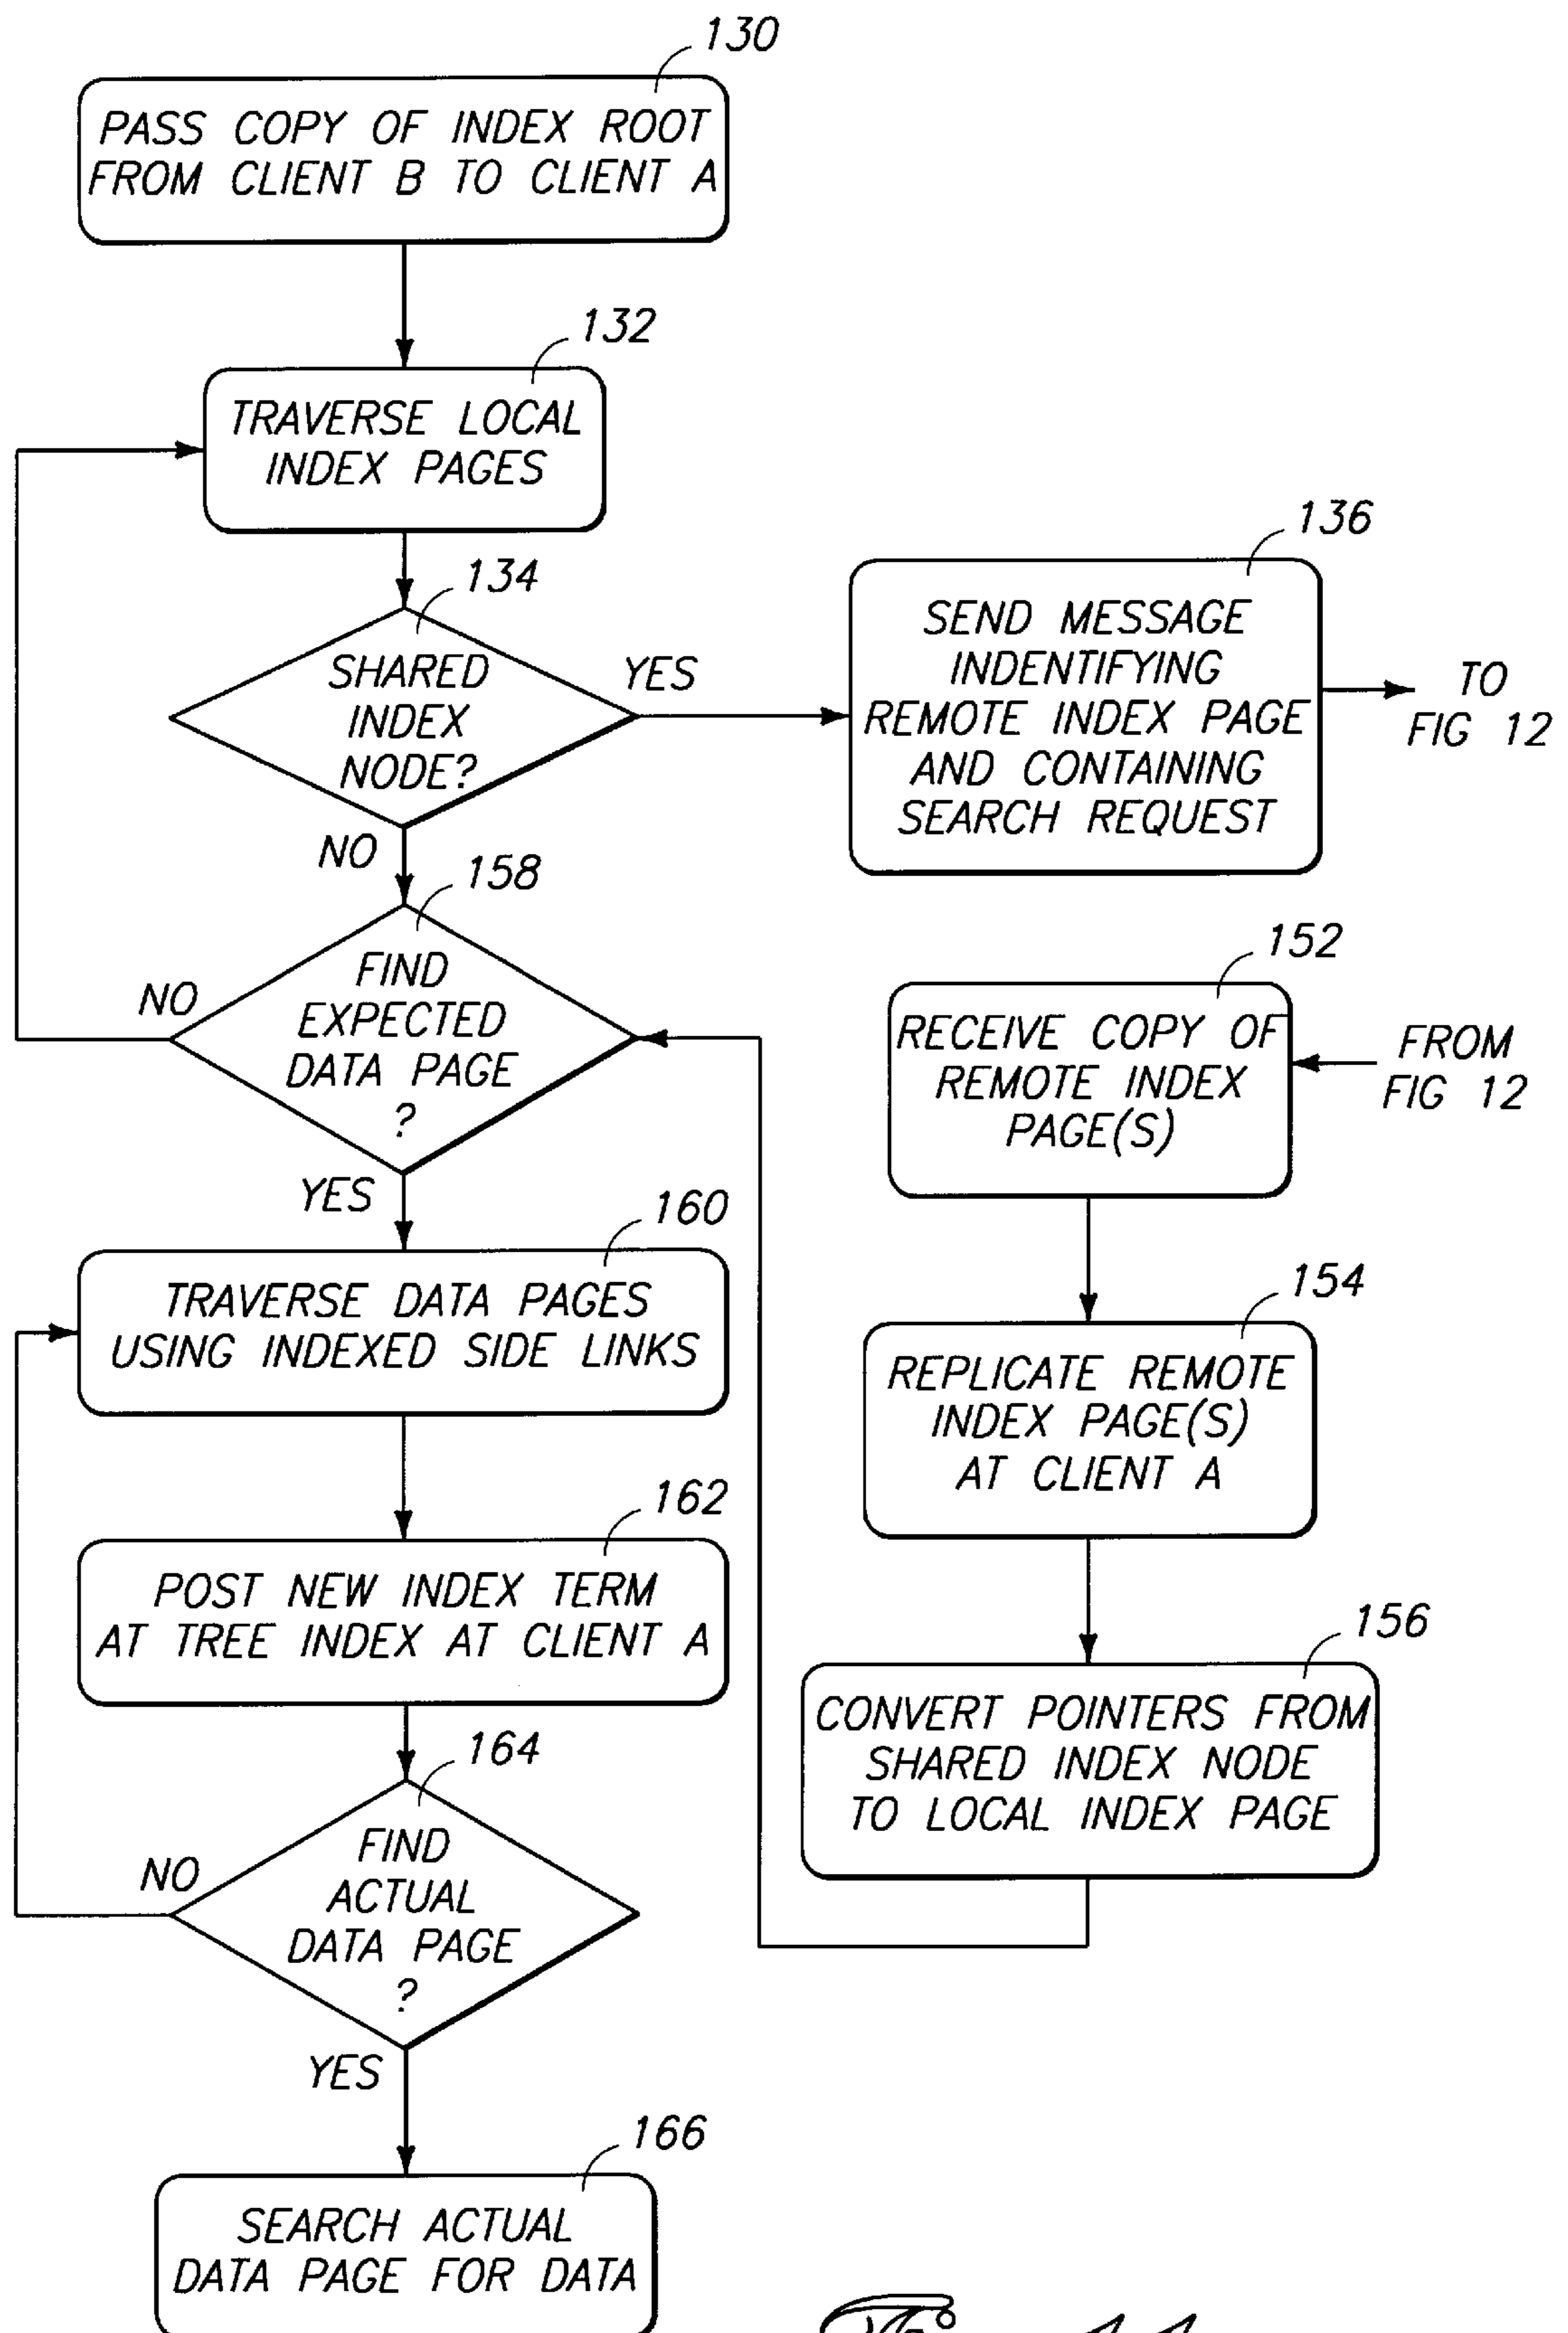 130
PASS COPY OF INDEX ROOT
FROM CLIENT B TO CLIENT A
132
TRAVERSE LOCAL
INDEX PAGES
134
SHARED
INDEX
NODE?
YES
NO
136
SEND MESSAGE
INDENTIFYING
REMOTE INDEX PAGE
AND CONTAINING
SEARCH REQUEST
TO
FIG 12
158
FIND
EXPECTED
DATA PAGE
?
NO
YES
152
RECEIVE COPY OF
REMOTE INDEX
PAGE(S)
FROM
FIG 12
154
REPLICATE REMOTE
INDEX PAGE(S)
AT CLIENT A
156
CONVERT POINTERS FROM
SHARED INDEX NODE
TO LOCAL INDEX PAGE
160
TRAVERSE DATA PAGES
USING INDEXED SIDE LINKS
162
POST NEW INDEX TERM
AT TREE INDEX AT CLIENT A
164
FIND
ACTUAL
DATA PAGE
?
NO
YES
166
SEARCH ACTUAL
DATA PAGE FOR DATA